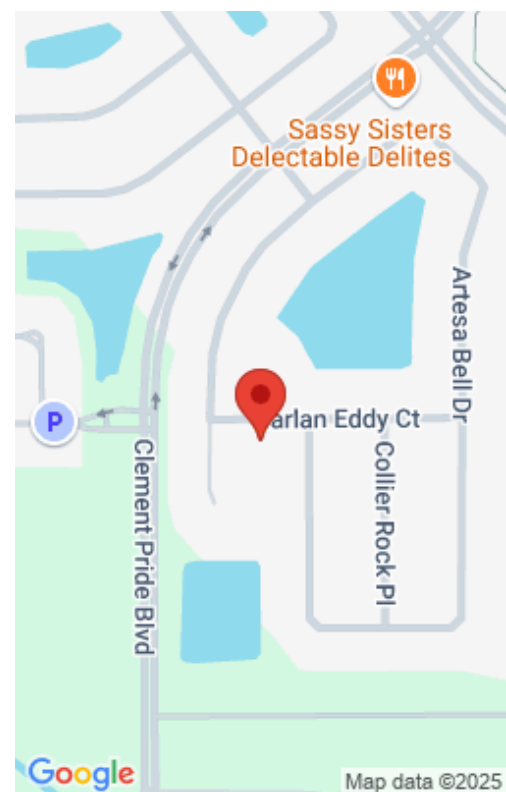 Sassy Sisters
Delectable Delites
Artesa Bell Dr
P
arlan Eddy Ct
Collier Rock Pl
Clement Pride Blvd
Google
Map data ©2025